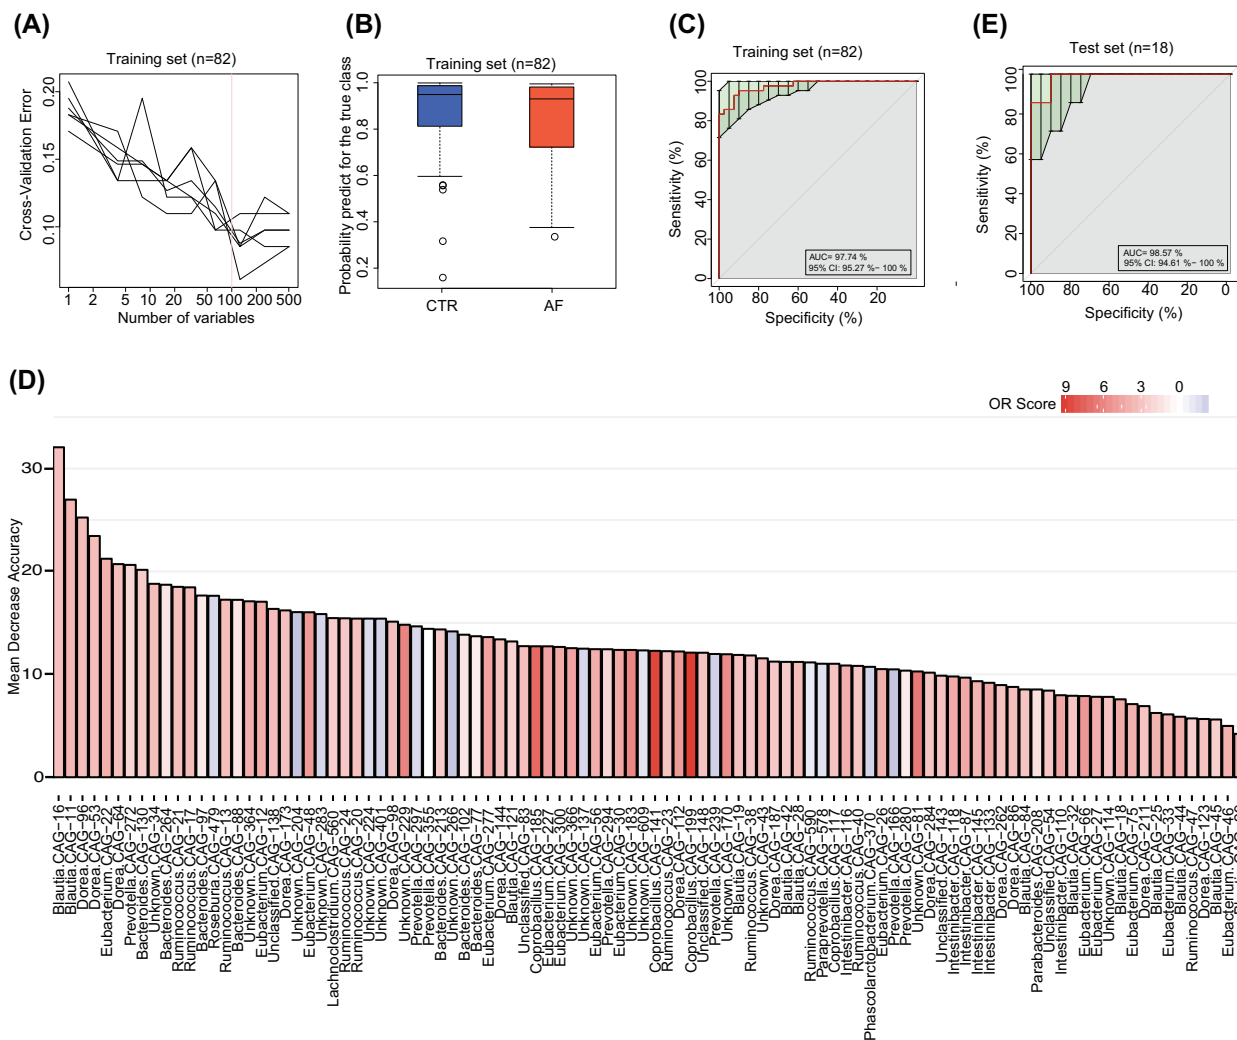 (A)
Training set (n=82)
Cross-Validation Error
0.10 0.15 0.20
1 2 5 10 20 50 100 200 500
Number of variables
(B)
Training set (n=82)
Probability predict for the true class
0.2 0.4 0.6 0.8 1.0
CTR AF
(C)
Training set (n=82)
Sensitivity (%)
0 20 40 60 80 100
AUC= 97.74 %
95% CI: 95.27 %− 100 %
100 80 60 40 20
Specificity (%)
(E)
Test set (n=18)
Sensitivity (%)
0 20 40 60 80 100
AUC= 98.57 %
95% CI: 94.61 %− 100 %
100 80 60 40 20 0
Specificity (%)
(D)
OR Score
9 6 3 0
Mean Decrease Accuracy
30
20
10
0
Blautia.CAG−16
Blautia.CAG−11
Dorea.CAG−96
Dorea.CAG−53
Eubacterium.CAG−22
Dorea.CAG−64
Prevotella.CAG−272
Bacteroides.CAG−30
Unknown.CAG−34
Bacteroides.CAG−264
Ruminococcus.CAG−21
Ruminococcus.CAG−17
Bacteroides.CAG−97
Roseburia.CAG−479
Ruminococcus.CAG−13
Bacteroides.CAG−88
Unknown.CAG−364
Eubacterium.CAG−12
Unclassified.CAG−138
Dorea.CAG−173
Unknown.CAG−204
Eubacterium.CAG−48
Unknown.CAG−283
Lachnoclostridium.CAG−560
Ruminococcus.CAG−24
Ruminococcus.CAG−20
Unknown.CAG−224
Unknown.CAG−401
Dorea.CAG−98
Unknown.CAG−229
Prevotella.CAG−297
Prevotella.CAG−355
Bacteroides.CAG−213
Unknown.CAG−266
Bacteroides.CAG−102
Bacteroides.CAG−77
Eubacterium.CAG−277
Dorea.CAG−144
Blautia.CAG−121
Unclassified.CAG−83
Coprobacillus.CAG−185
Eubacterium.CAG−227
Eubacterium.CAG−300
Unknown.CAG−366
Unknown.CAG−137
Eubacterium.CAG−56
Prevotella.CAG−294
Eubacterium.CAG−30
Unknown.CAG−103
Unknown.CAG−609
Coprobacillus.CAG−141
Ruminococcus.CAG−23
Dorea.CAG−112
Coprobacillus.CAG−199
Unclassified.CAG−148
Prevotella.CAG−239
Unknown.CAG−170
Blautia.CAG−19
Ruminococcus.CAG−38
Unknown.CAG−43
Dorea.CAG−187
Blautia.CAG−92
Blautia.CAG−28
Ruminococcus.CAG−590
Paraprevotella.CAG−578
Coprobacillus.CAG−117
Intestinibacter.CAG−116
Ruminococcus.CAG−40
Phascolarctobacterium.CAG−370
Eubacterium.CAG−156
Prevotella.CAG−766
Prevotella.CAG−280
Unknown.CAG−81
Dorea.CAG−284
Unclassified.CAG−143
Intestinibacter.CAG−118
Intestinibacter.CAG−87
Intestinibacter.CAG−145
Intestinibacter.CAG−133
Dorea.CAG−262
Dorea.CAG−86
Blautia.CAG−84
Parabacteroides.CAG−208
Unclassified.CAG−54
Intestinibacter.CAG−110
Blautia.CAG−32
Eubacterium.CAG−66
Eubacterium.CAG−27
Unknown.CAG−114
Blautia.CAG−18
Eubacterium.CAG−75
Dorea.CAG−211
Blautia.CAG−25
Eubacterium.CAG−33
Blautia.CAG−14
Ruminococcus.CAG−47
Dorea.CAG−123
Blautia.CAG−45
Eubacterium.CAG−46